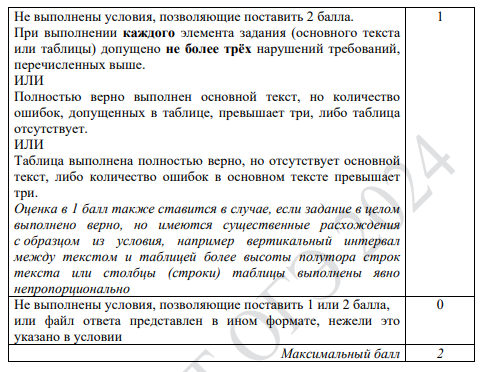 Не выполнены условия, позволяющие поставить 2 балла. 1
При выполнении каждого элемента задания (основного текста
или таблицы) допущено не более трёх нарушений требований,
перечисленных выше.
ИЛИ
Полностью верно выполнен основной текст, но количество
ошибок, допущенных в таблице, превышает три, либо таблица
отсутствует.
ИЛИ
Таблица выполнена полностью верно, но отсутствует основной
текст, либо количество ошибок в основном тексте превышает
три.
Оценка в 1 балл также ставится в случае, если задание в целом
выполнено верно, но имеются существенные расхождения
с образцом из условия, например вертикальный интервал
между текстом и таблицей более высоты полутора строк
текста или столбцы (строки) таблицы выполнены явно
непропорционально
Не выполнены условия, позволяющие поставить 1 или 2 балла, 0
или файл ответа представлен в ином формате, нежели это
указано в условии
Максимальный балл 2
ОГЭ 2024